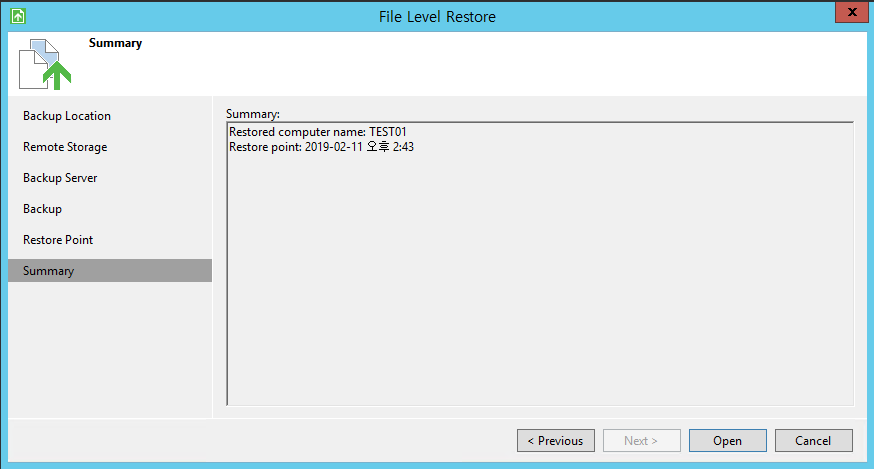 File Level Restore
x
Summary
Backup Location
Remote Storage
Backup Server
Backup
Restore Point
Summary
Summary:
Restored computer name: TEST01
Restore point: 2019-02-11 오후 2:43
< Previous
Next >
Open
Cancel